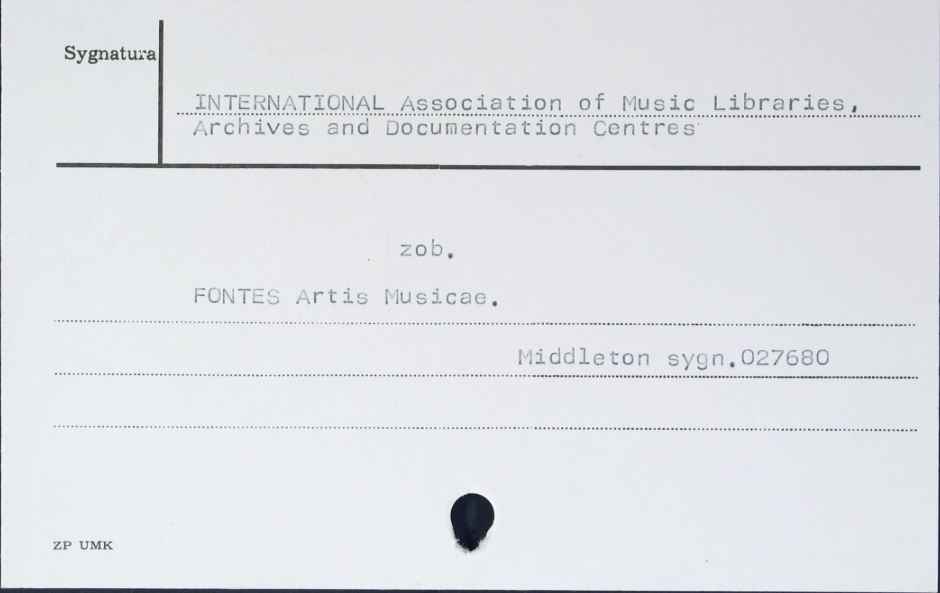 Sygnatura
INTERNATIONAL Association of Music Libraries,
Archives and Documentation Centres
zob.
FONTES Artis Musicae.
Middleton sygn.027680
ZP UMK